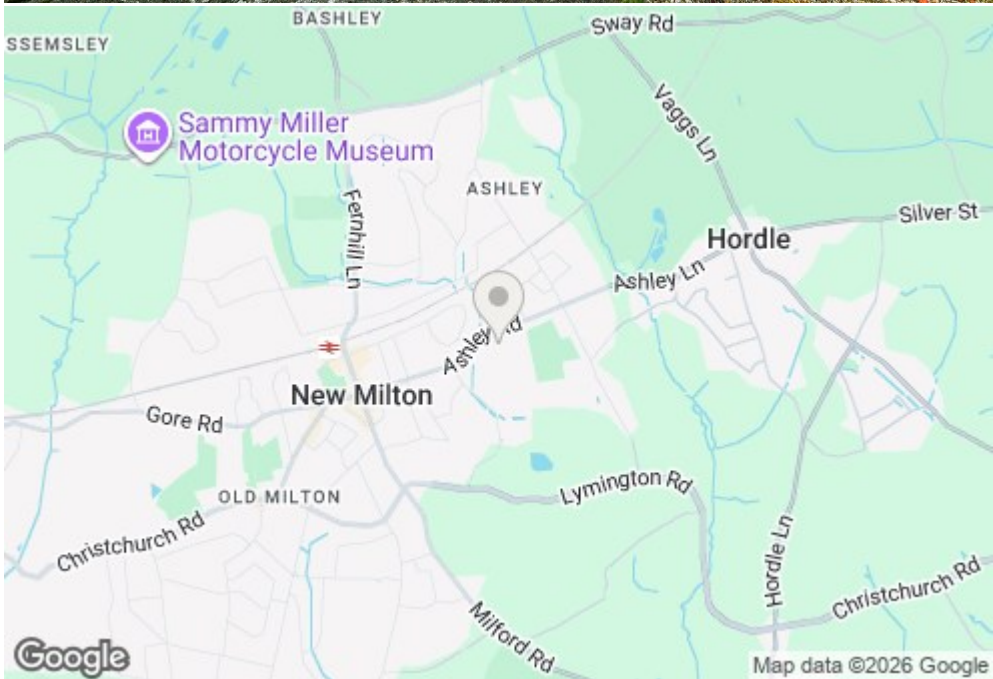 BASHLEY
SSEMSLEY
Sway Rd
Vaggs Ln
Sammy Miller
Motorcycle Museum
ASHLEY
Fernhill Ln
Silver St
Hordle
Ashley Ln
Ashley Rd
New Milton
Gore Rd
OLD MILTON
Lymington Rd
Christchurch Rd
Hordle Ln
Christchurch Rd
Milford Rd
Google
Map data ©2026 Google